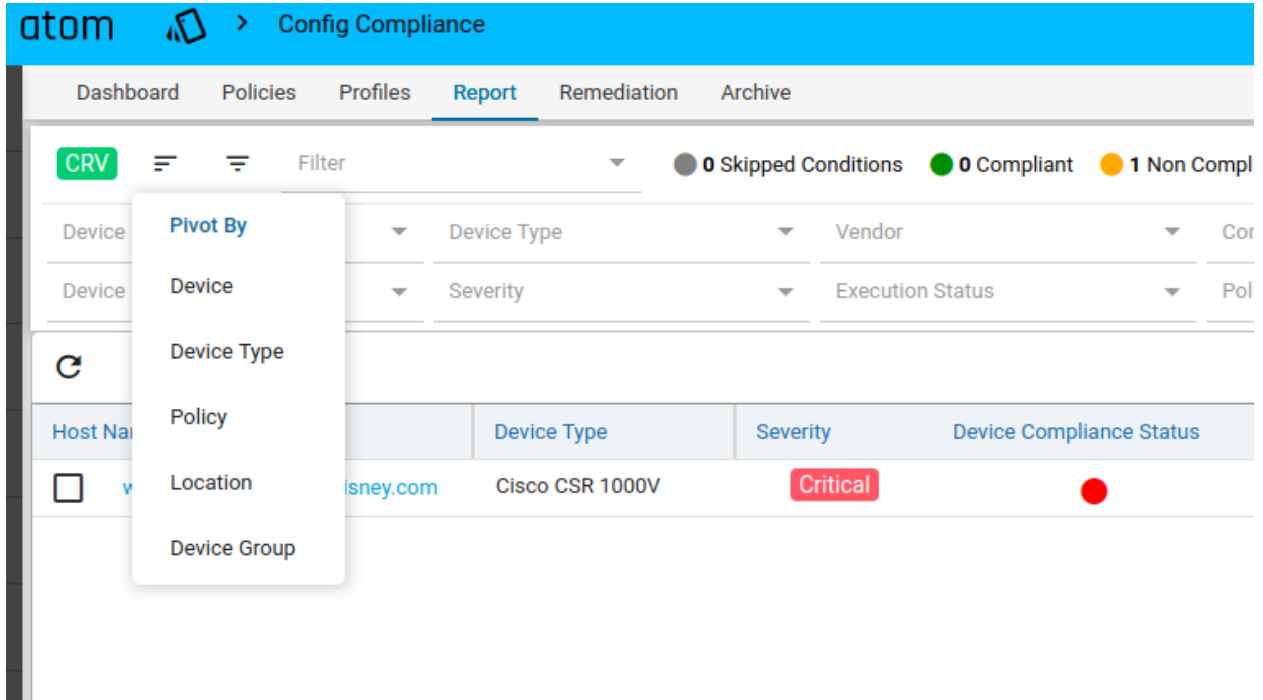 atom > Config Compliance
Dashboard Policies Profiles Report Remediation Archive
CRV Filter 0 Skipped Conditions 0 Compliant 1 Non Compl
Pivot By
Device Device Type Vendor Cor
Device
Device Severity Execution Status Pol
Device Type
Policy
Host Nar Device Type Severity Device Compliance Status
Location
isney.com Cisco CSR 1000V Critical
Device Group